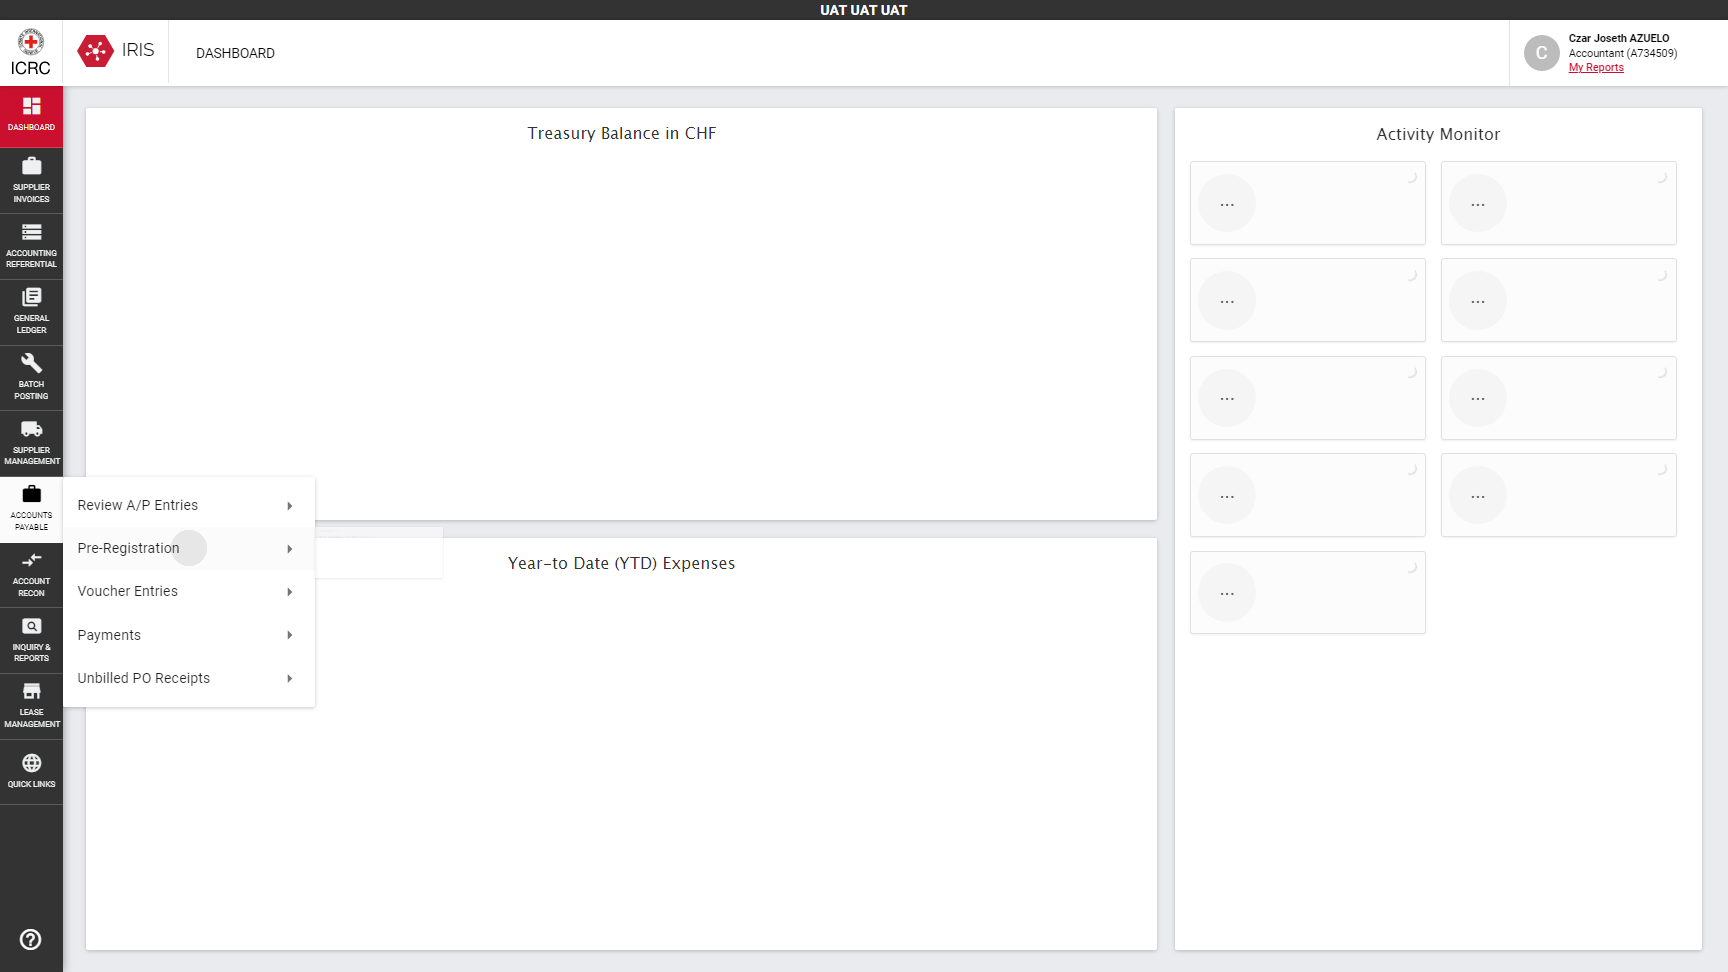 UAT UAT UAT
ICRC
IRIS
DASHBOARD
C
Czar Joseth AZUELO
Accountant (A734509)
My Reports
DASHBOARD
SUPPLIER
INVOICES
ACCOUNTING
REFERENTIAL
GENERAL
LEDGER
BATCH
POSTING
SUPPLIER
MANAGEMENT
ACCOUNTS
PAYABLE
ACCOUNT
RECON
INQUIRY &
REPORTS
LEASE
MANAGEMENT
QUICK LINKS
Review A/P Entries
Pre-Registration
Voucher Entries
Payments
Unbilled PO Receipts
Treasury Balance in CHF
Year-to Date (YTD) Expenses
Activity Monitor
...
...
...
...
...
...
...
...
...